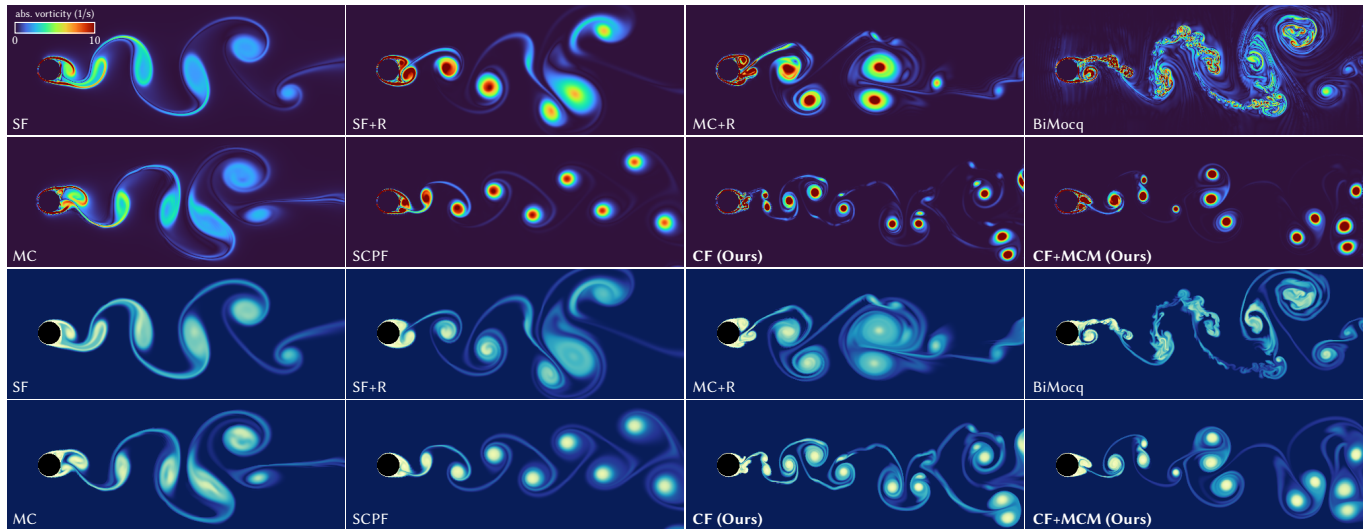 abs. vorticity (1/s)
0 10
SF
SF+R
MC+R
BiMocq
MC
SCPF
CF (Ours)
CF+MCM (Ours)
SF
SF+R
MC+R
BiMocq
MC
SCPF
CF (Ours)
CF+MCM (Ours)